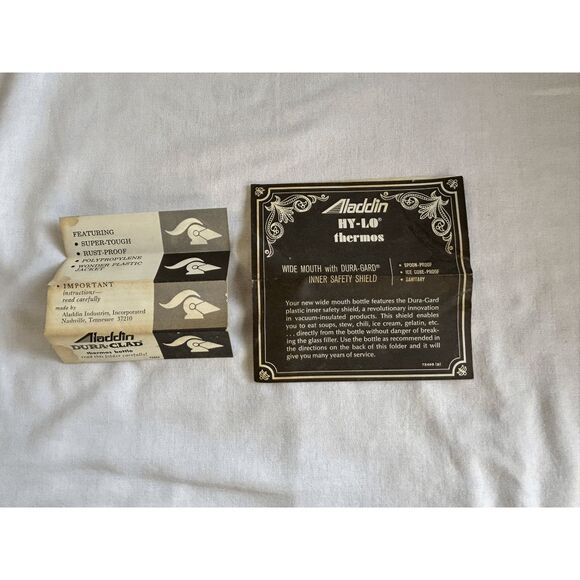 FEATURING
• SUPER-TOUGH
• RUST-PROOF
• POLYPROPYLENE
• WONDER PLASTIC
JACKET
• IMPORTANT
instructions—
read carefully
made by
Aladdin Industries, Incorporated
Nashville, Tennessee 37210
Aladdin
DURA-CLAD
thermos bottle
read this folder carefully!
Aladdin
HY-LO®
thermos
WIDE MOUTH with DURA-GARD®
INNER SAFETY SHIELD
• SPOON-PROOF
• ICE CUBE-PROOF
• SANITARY
Your new wide mouth bottle features the Dura-Gard
plastic inner safety shield, a revolutionary innovation
in vacuum-insulated products. This shield enables
you to eat soups, stew, chili, ice cream, gelatin, etc.
. . . directly from the bottle without danger of break-
ing the glass filler. Use the bottle as recommended in
the directions on the back of this folder and it will
give you many years of service.